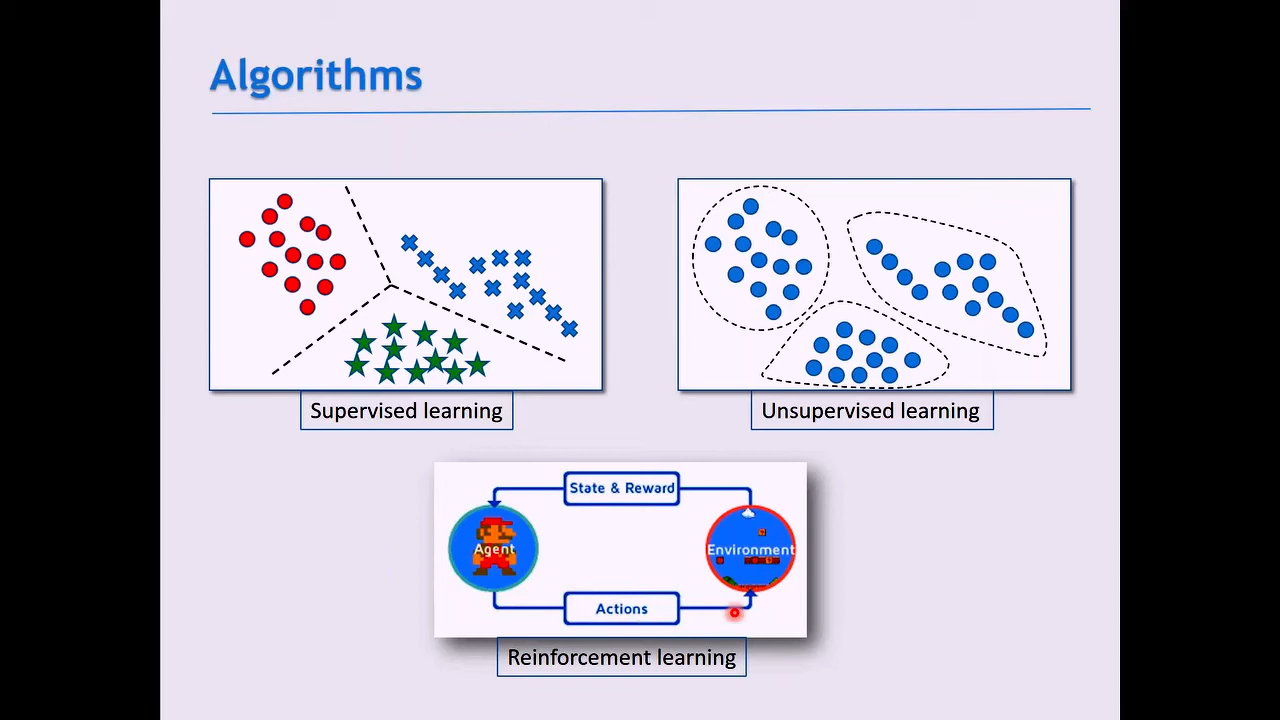 Algorithms
Supervised learning
Unsupervised learning
State & Reward
Agent
Environment
Actions
Reinforcement learning